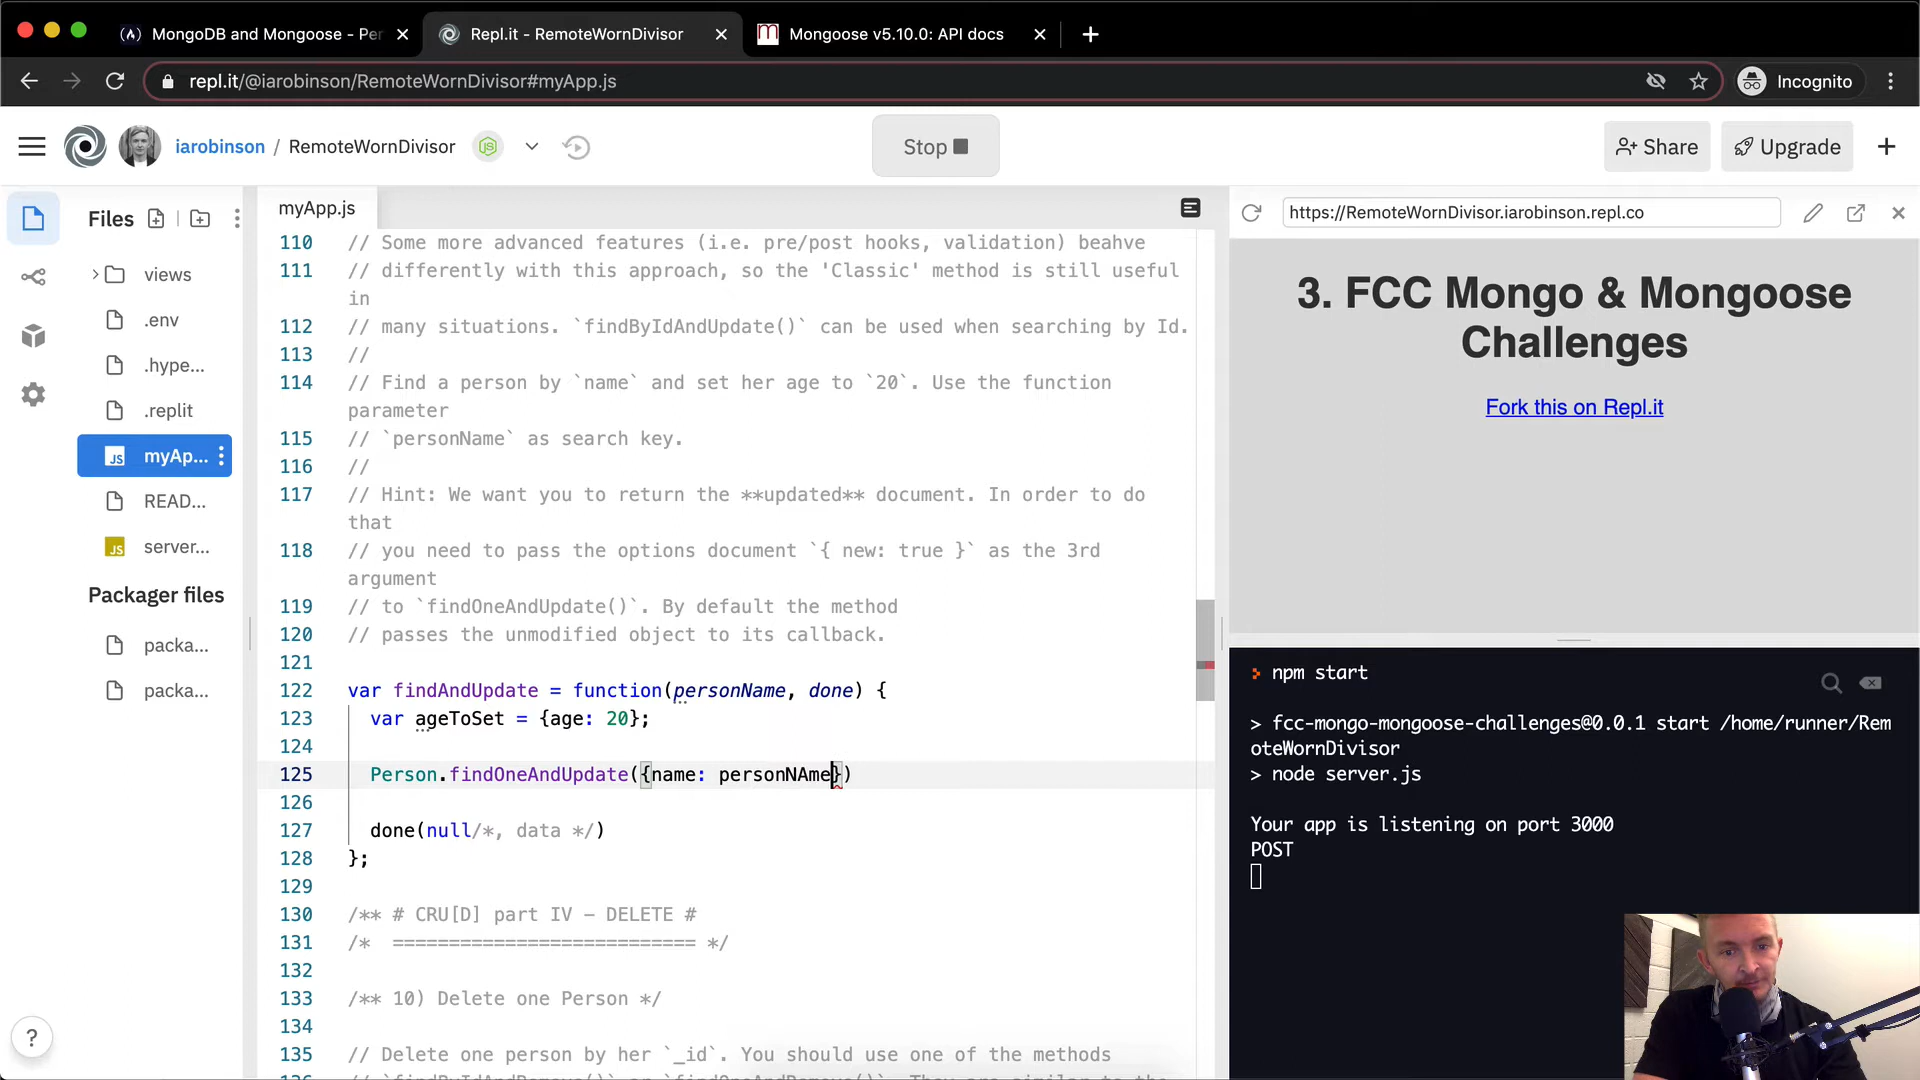 MongoDB and Mongoose - Per
Repl.it - RemoteWornDivisor
Mongoose v5.10.0: API docs
repl.it/@iarobinson/RemoteWornDivisor#myApp.js
Incognito
iarobinson / RemoteWornDivisor
Stop
Share
Upgrade
Files
views
.env
.hype...
.replit
JS myAp...
READ...
JS server...
Packager files
packa...
packa...
?
myApp.js
110 // Some more advanced features (i.e. pre/post hooks, validation) beahve
111 // differently with this approach, so the 'Classic' method is still useful
in
112 // many situations. `findByIdAndUpdate()` can be used when searching by Id.
113 //
114 // Find a person by `name` and set her age to `20`. Use the function
parameter
115 // `personName` as search key.
116 //
117 // Hint: We want you to return the **updated** document. In order to do
that
118 // you need to pass the options document `{ new: true }` as the 3rd
argument
119 // to `findOneAndUpdate()`. By default the method
120 // passes the unmodified object to its callback.
121
122 var findAndUpdate = function(personName, done) {
123 var ageToSet = {age: 20};
124
125 Person.findOneAndUpdate({name: personNAme})
126
127 done(null/*, data */)
128 };
129
130 /** # CRU[D] part IV - DELETE #
131 /* =========================== */
132
133 /** 10) Delete one Person */
134
135 // Delete one person by her `_id`. You should use one of the methods
https://RemoteWornDivisor.iarobinson.repl.co
3. FCC Mongo & Mongoose
Challenges
Fork this on Repl.it
npm start
> fcc-mongo-mongoose-challenges@0.0.1 start /home/runner/Rem
oteWornDivisor
> node server.js
Your app is listening on port 3000
POST